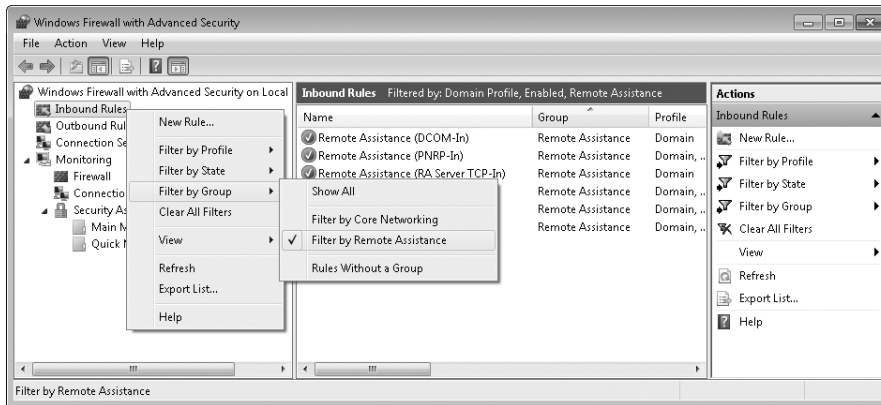 Windows Firewall with Advanced Security
File Action View Help
Windows Firewall with Advanced Security on Local
Inbound Rules
Outbound Rul
Connection Se
Monitoring
Firewall
Connectio
Security As
Main M
Quick M
New Rule...
Filter by Profile
Filter by State
Filter by Group
Clear All Filters
View
Refresh
Export List...
Help
Show All
Filter by Core Networking
Filter by Remote Assistance
Rules Without a Group
Inbound Rules Filtered by: Domain Profile, Enabled, Remote Assistance
Name Group Profile
Remote Assistance (DCOM-In) Remote Assistance Domain
Remote Assistance (PNRP-In) Remote Assistance Domain, ..
Remote Assistance (RA Server TCP-In) Remote Assistance Domain
Remote Assistance Domain, ..
Remote Assistance Domain, ..
Remote Assistance Domain, ..
Actions
Inbound Rules
New Rule...
Filter by Profile
Filter by State
Filter by Group
Clear All Filters
View
Refresh
Export List...
Help
Filter by Remote Assistance